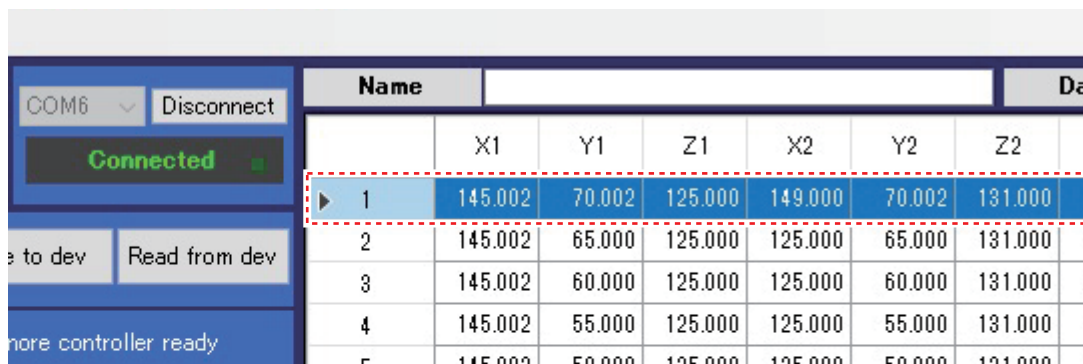 COM6 Disconnect Name
Connected
X1 Y1 Z1 X2 Y2 Z2
1 145.002 70.002 125.000 149.000 70.002 131.000
2 145.002 65.000 125.000 125.000 65.000 131.000
to dev Read from dev
3 145.002 60.000 125.000 125.000 60.000 131.000
4 145.002 55.000 125.000 125.000 55.000 131.000
controller ready